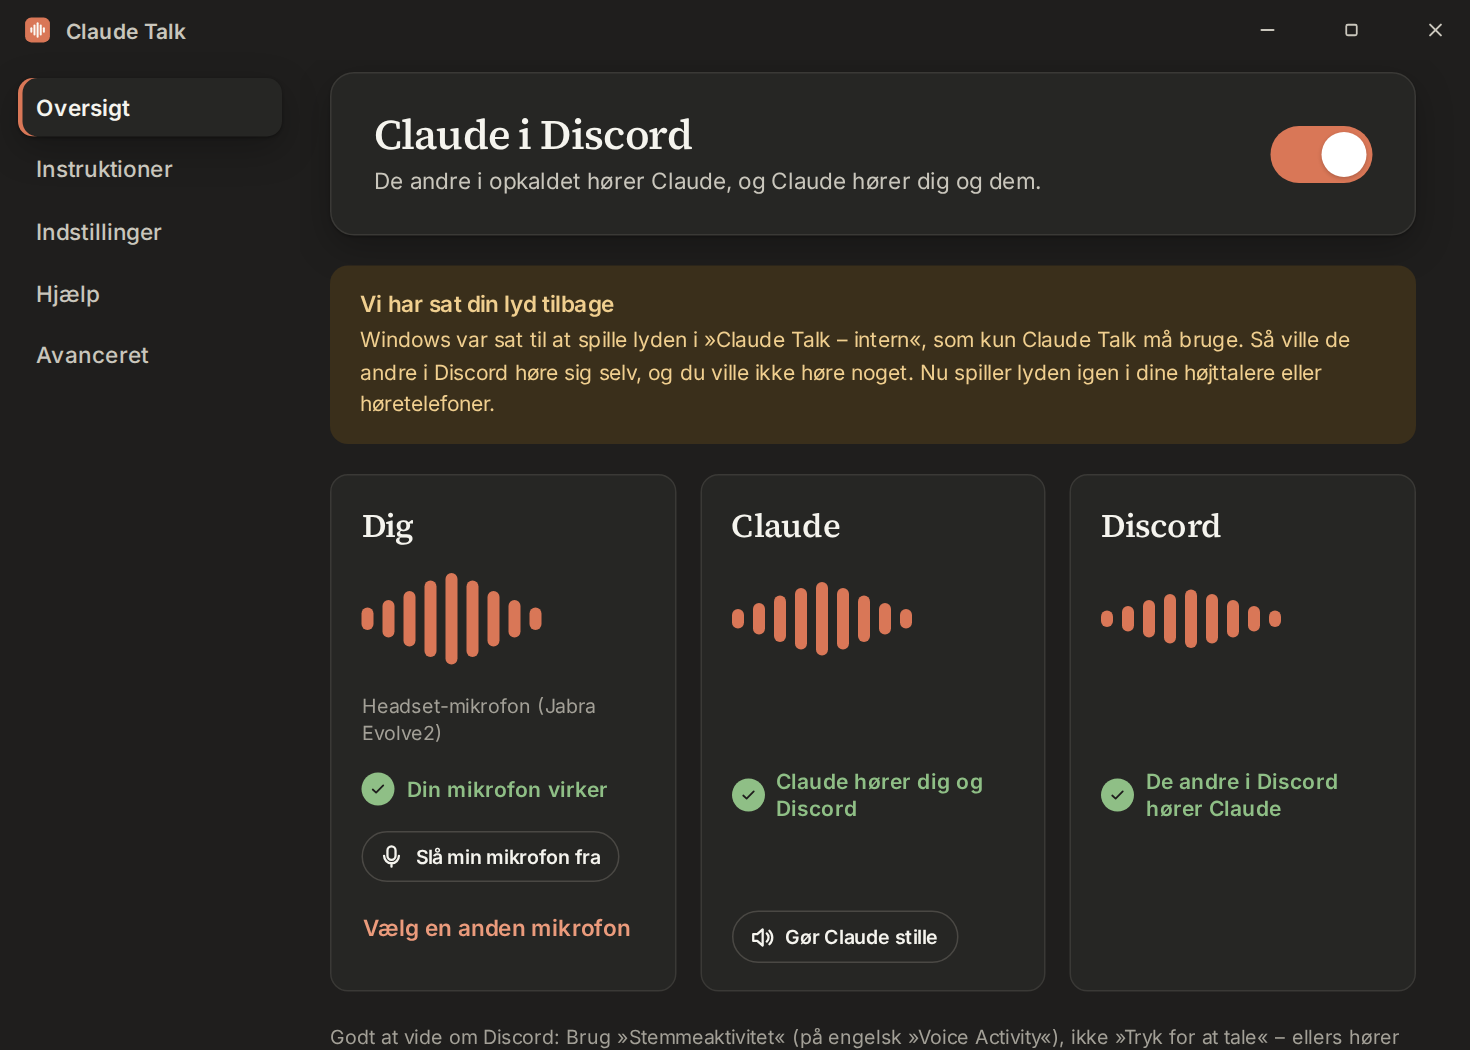 Claude Talk
Oversigt
Instruktioner
Indstillinger
Hjælp
Avanceret
Claude i Discord
De andre i opkaldet hører Claude, og Claude hører dig og dem.
Vi har sat din lyd tilbage
Windows var sat til at spille lyden i »Claude Talk – intern«, som kun Claude Talk må bruge. Så ville de
andre i Discord høre sig selv, og du ville ikke høre noget. Nu spiller lyden igen i dine højttalere eller
høretelefoner.
Dig
Headset-mikrofon (Jabra
Evolve2)
Din mikrofon virker
Slå min mikrofon fra
Vælg en anden mikrofon
Claude
Claude hører dig og
Discord
Gør Claude stille
Discord
De andre i Discord
hører Claude
Godt at vide om Discord: Brug »Stemmeaktivitet« (på engelsk »Voice Activity«), ikke »Tryk for at tale« – ellers hører